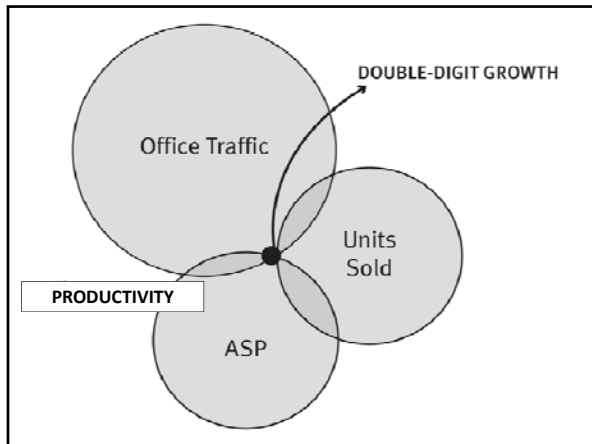 DOUBLE-DIGIT GROWTH
Office Traffic
Units
Sold
PRODUCTIVITY
ASP